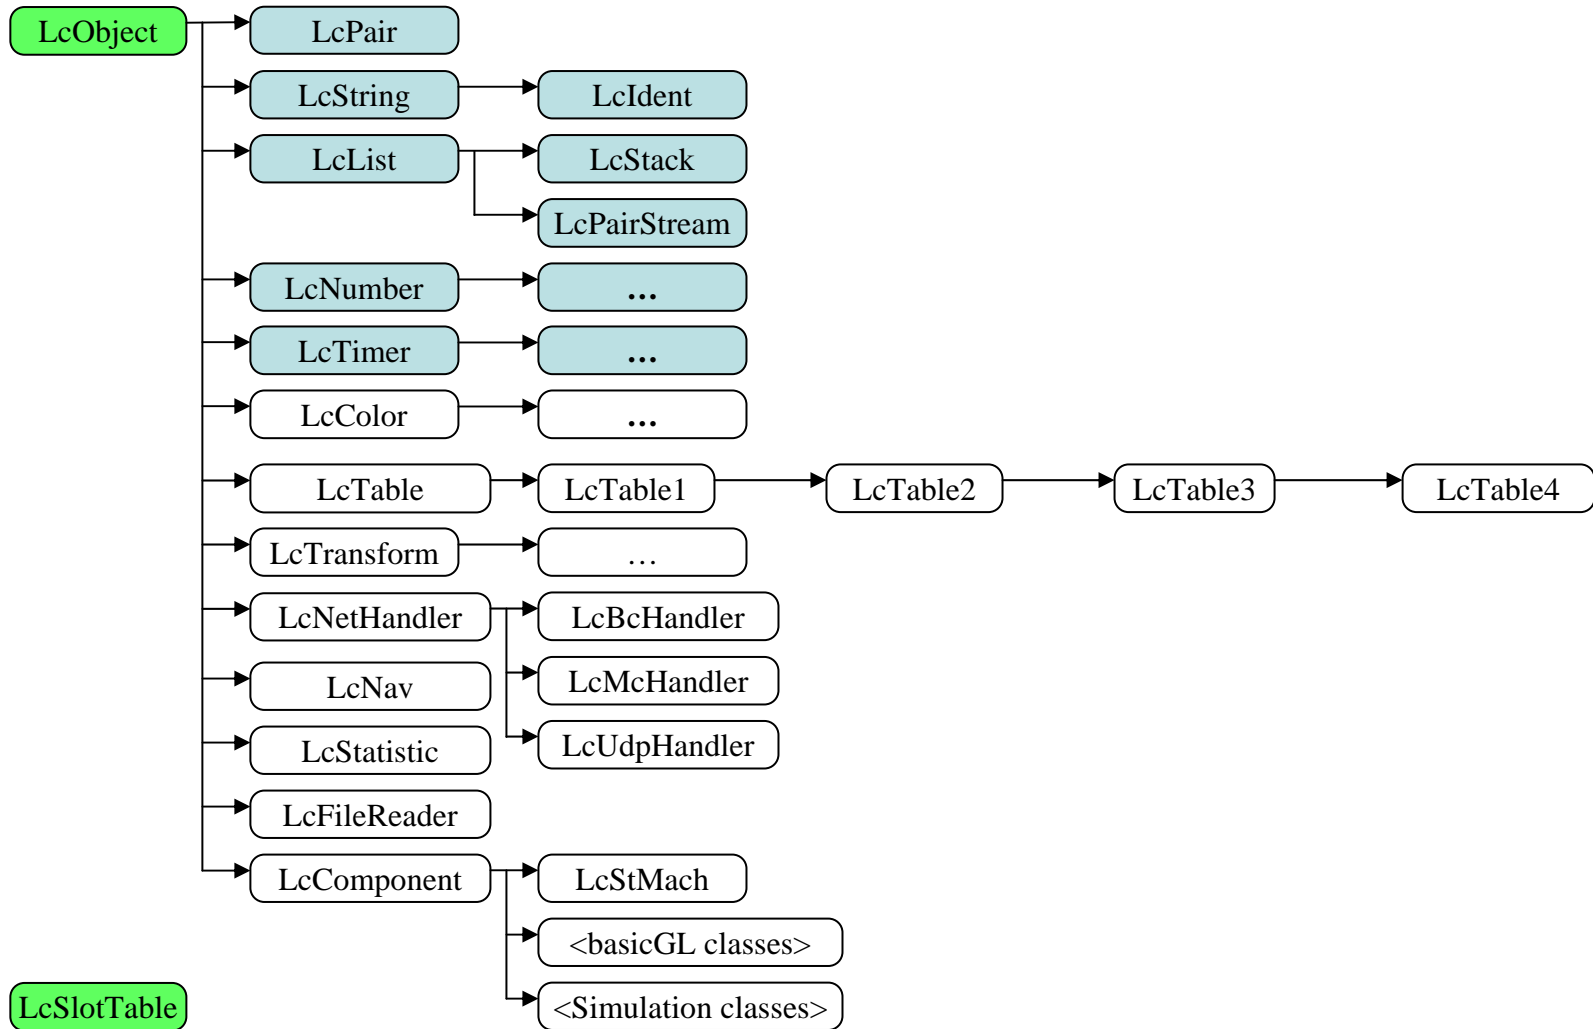 LcObject
LcPair
LcString
LcIdent
LcList
LcStack
LcPairStream
LcNumber
...
LcTimer
...
LcColor
...
LcTable
LcTable1
LcTable2
LcTable3
LcTable4
LcTransform
...
LcNetHandler
LcBcHandler
LcMcHandler
LcNav
LcUdpHandler
LcStatistic
LcFileReader
LcComponent
LcStMach
<basicGL classes>
LcSlotTable
<Simulation classes>